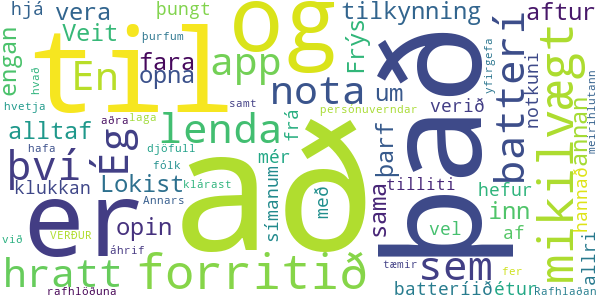 hjá
vera
þungt
tilkynning
aftur
engan
hvað
Veit
þurfum
og
Frýs
yfirgefa
til
fara
opna
app
En
nota
um
verið
notkuni
batterí
mikilvægt
annan
meirihlutann
hvetja
aðra
samt
frá
persónuverndar
alltaf
laga
lenda
það
því
Ég
djöfull
fólk
mér
þarf
sama
klukkan
Lokist
klárast
símanum
með
tilliti
hefur
inn
hannað
allri
hafa
Annars
er
að
opin
vel
af
við
VERÐUR
áhrif
sem
tæmir
fer
hratt
forritið
batteríiðétur
rafhlöðuna
Rafhlaðan